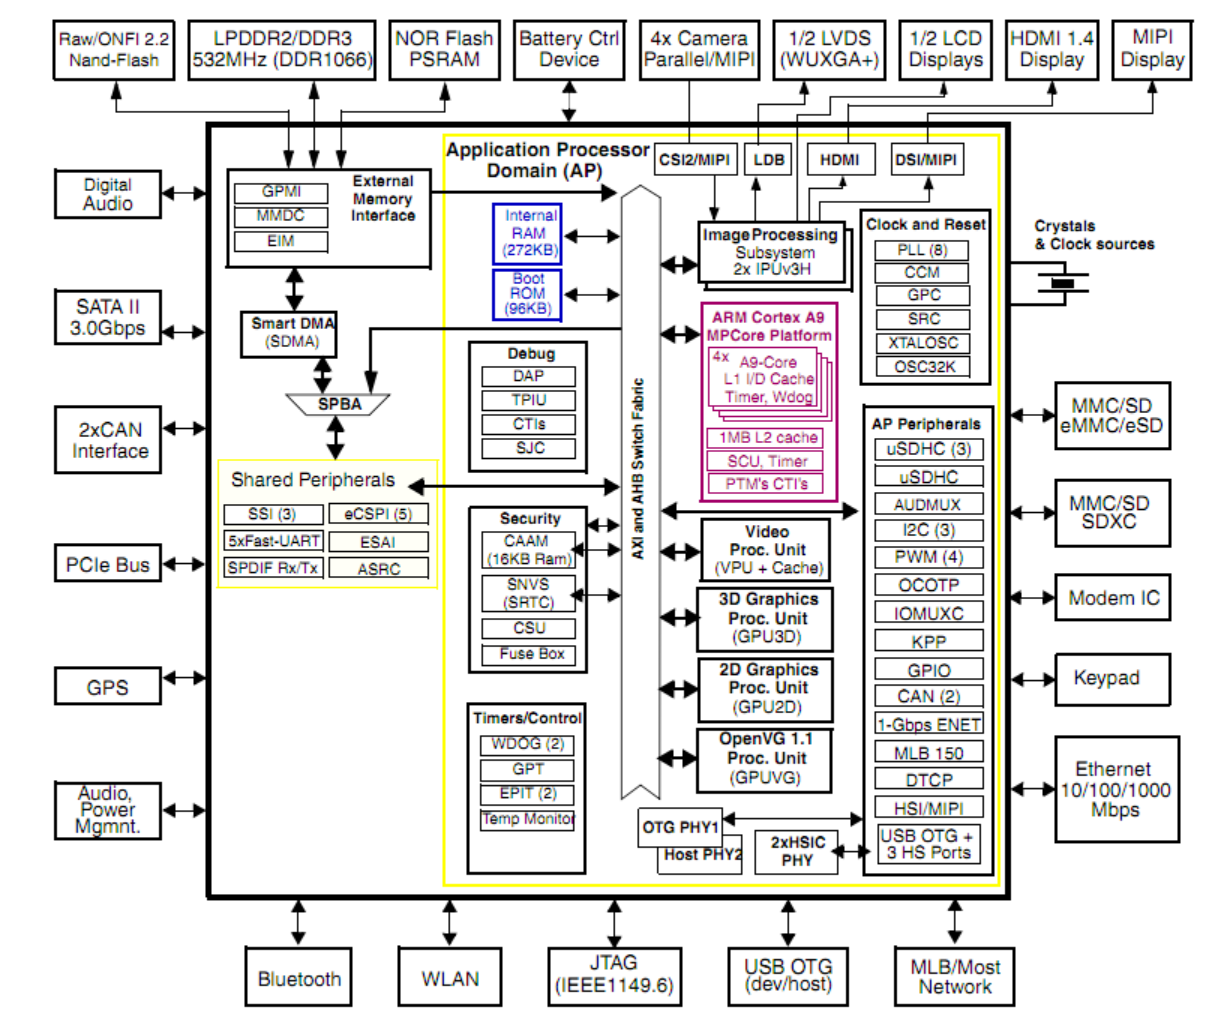 Raw/ONFI 2.2
Nand-Flash
LPDDR2/DDR3
532MHz (DDR1066)
NOR Flash
PSRAM
Battery Ctrl
Device
4x Camera
Parallel/MIPI
1/2 LVDS
(WUXGA+)
1/2 LCD
Displays
HDMI 1.4
Display
MIPI
Display
Digital
Audio
SATA II
3.0Gbps
2xCAN
Interface
PCIe Bus
GPS
Audio,
Power
Mgmnt.
External
Memory
Interface
GPMI
MMDC
EIM
Smart DMA
(SDMA)
SPBA
Shared Peripherals
SSI (3)
eCSPI (5)
5xFast-UART
ESAI
SPDIF Rx/Tx
ASRC
Application Processor
Domain (AP)
Internal
RAM
(272KB)
Boot
ROM
(96KB)
Debug
DAP
TPIU
CTIs
SJC
Security
CAAM
(16KB Ram)
SNVS
(SRTC)
CSU
Fuse Box
Timers/Control
WDOG (2)
GPT
EPIT (2)
Temp Monitor
AXI and AHB Switch Fabric
CSI2/MIPI
LDB
HDMI
DSI/MIPI
Image Processing
Subsystem
2x IPUv3H
ARM Cortex A9
MPCore Platform
4x
A9-Core
L1 I/D Cache
Timer, Wdog
1MB L2 cache
SCU, Timer
PTM's CTI's
Video
Proc. Unit
(VPU + Cache)
3D Graphics
Proc. Unit
(GPU3D)
2D Graphics
Proc. Unit
(GPU2D)
OpenVG 1.1
Proc. Unit
(GPUVG)
OTG PHY1
Host PHY2
2xHSIC
PHY
Clock and Reset
PLL (8)
CCM
GPC
SRC
XTALOSC
OSC32K
AP Peripherals
uSDHC (3)
uSDHC
AUDMUX
I2C (3)
PWM (4)
OCOTP
IOMUXC
KPP
GPIO
CAN (2)
1-Gbps ENET
MLB 150
DTCP
HSI/MIPI
USB OTG +
3 HS Ports
Crystals
& Clock sources
MMC/SD
eMMC/eSD
MMC/SD
SDXC
Modem IC
Keypad
Ethernet
10/100/1000
Mbps
Bluetooth
WLAN
JTAG
(IEEE1149.6)
USB OTG
(dev/host)
MLB/Most
Network